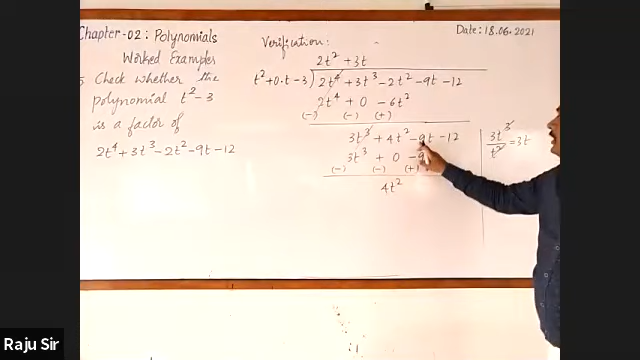 Chapter-02: Polynomials
Date: 18.06.2021
Worked Examples
Check whether the
polynomial t²-3
is a factor of
2t⁴+3t³-2t²-9t-12
Verification:
2t² + 3t
t²+0·t-3) 2t⁴ + 3t³ - 2t² - 9t - 12
2t⁴ + 0 - 6t²
(-) (-) (+)
3t³ + 4t² - 9t - 12
3t³ + 0 - 9
(-) (-) (+)
4t²
3t³/t² = 3t
Raju Sir